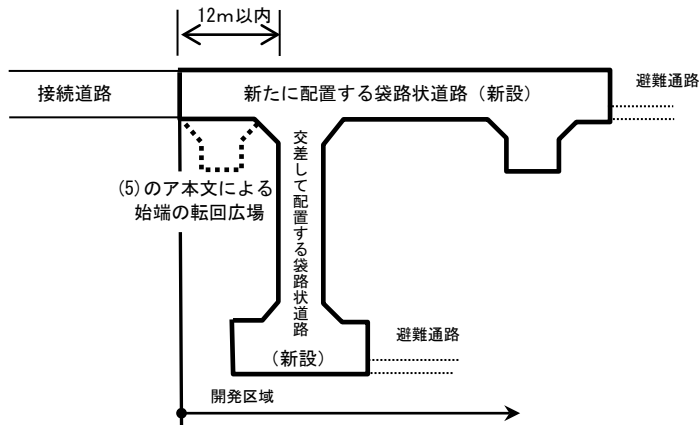 12m以内
接続道路
新たに配置する袋路状道路（新設）
避難通路
(5)のア本文による
始端の転回広場
交差して配置する袋路状道路
（新設）
避難通路
開発区域